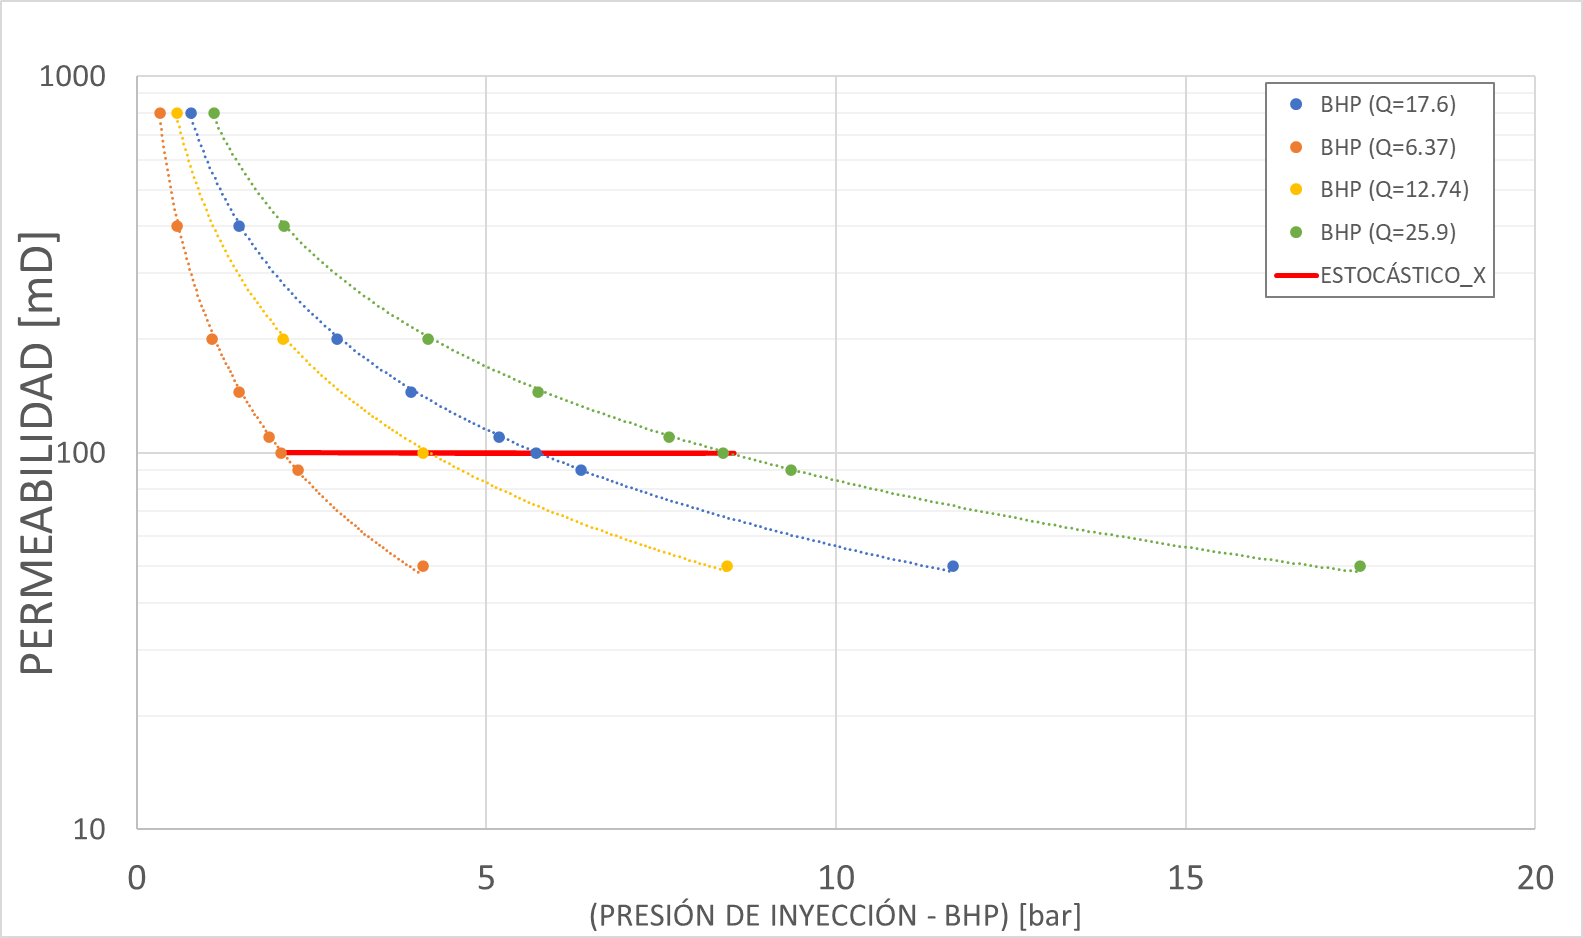 1000
100
10
PERMEABILIDAD [mD]
BHP (Q=17.6)
BHP (Q=6.37)
BHP (Q=12.74)
BHP (Q=25.9)
ESTOCÁSTICO_X
0 5 10 15 20
(PRESIÓN DE INYECCIÓN - BHP) [bar]